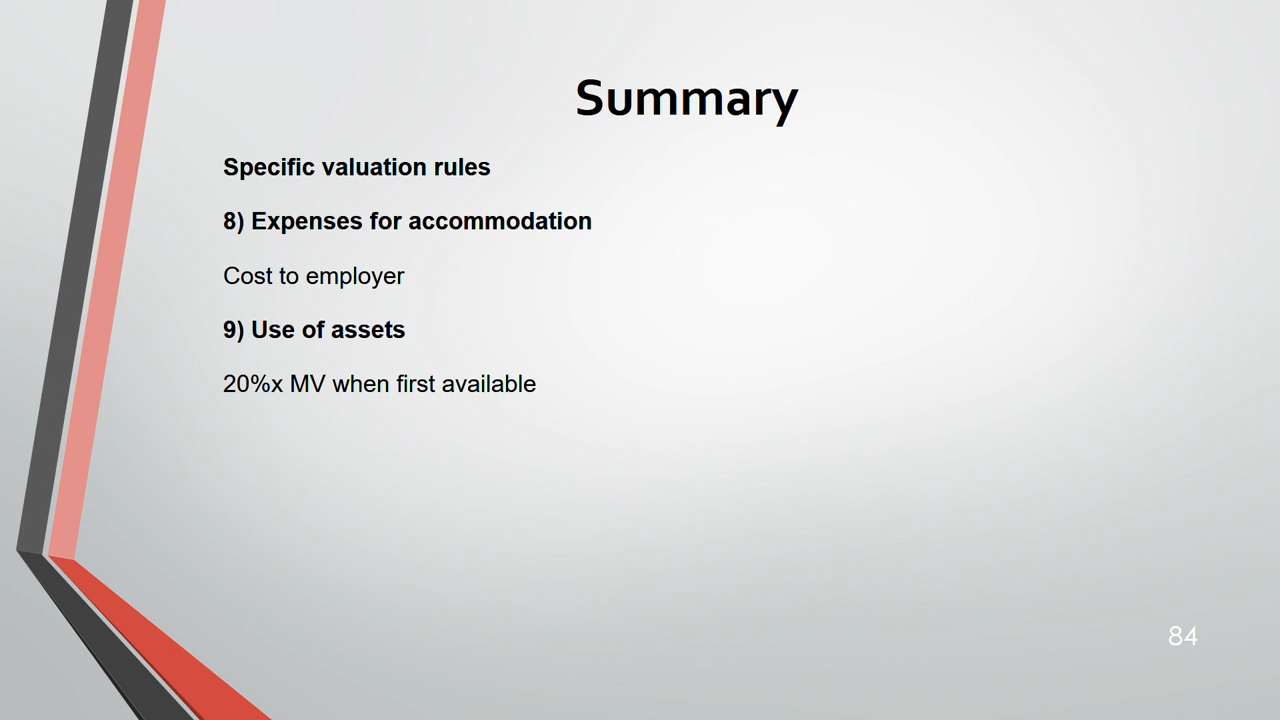 Summary
Specific valuation rules
8) Expenses for accommodation
Cost to employer
9) Use of assets
20%x MV when first available
84